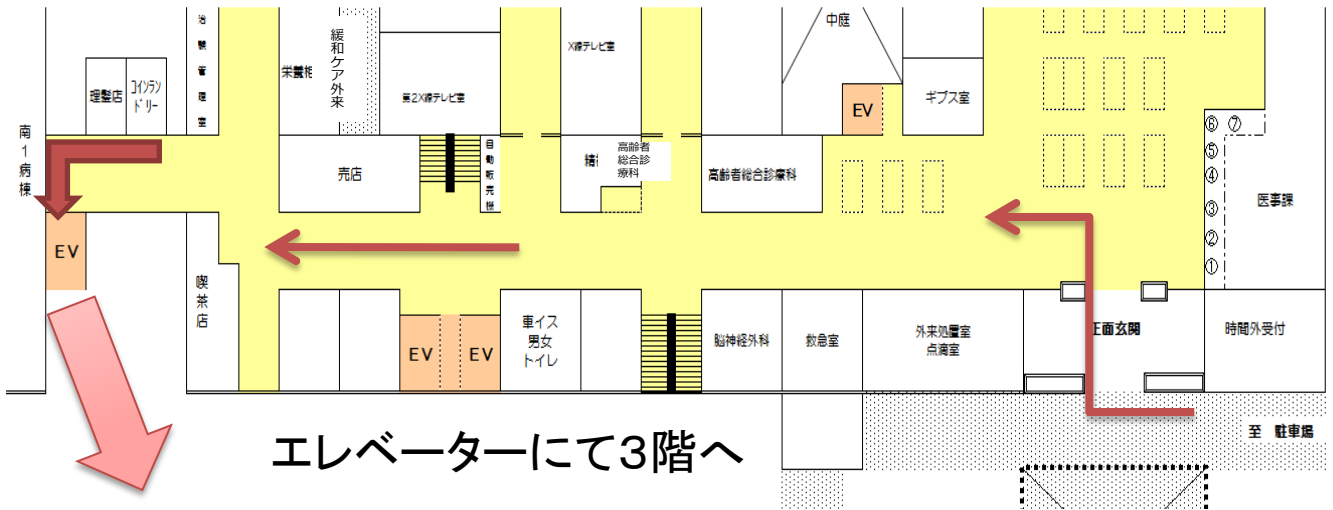 治験管理室
栄養相
緩和ケア外来
X線テレビ室
中庭
理髪店
コインラン
ドリー
第2X線テレビ室
EV
ギプス室
⑥ ⑦
⑤
④
③
②
①
南1病棟
売店
自動販売機
精神
高齢者
総合診
療科
高齢者総合診療科
医事課
EV
喫茶店
EV
EV
車イス
男女
トイレ
脳神経外科
救急室
外来処置室
点滴室
正面玄関
時間外受付
エレベーターにて3階へ
至 駐車場